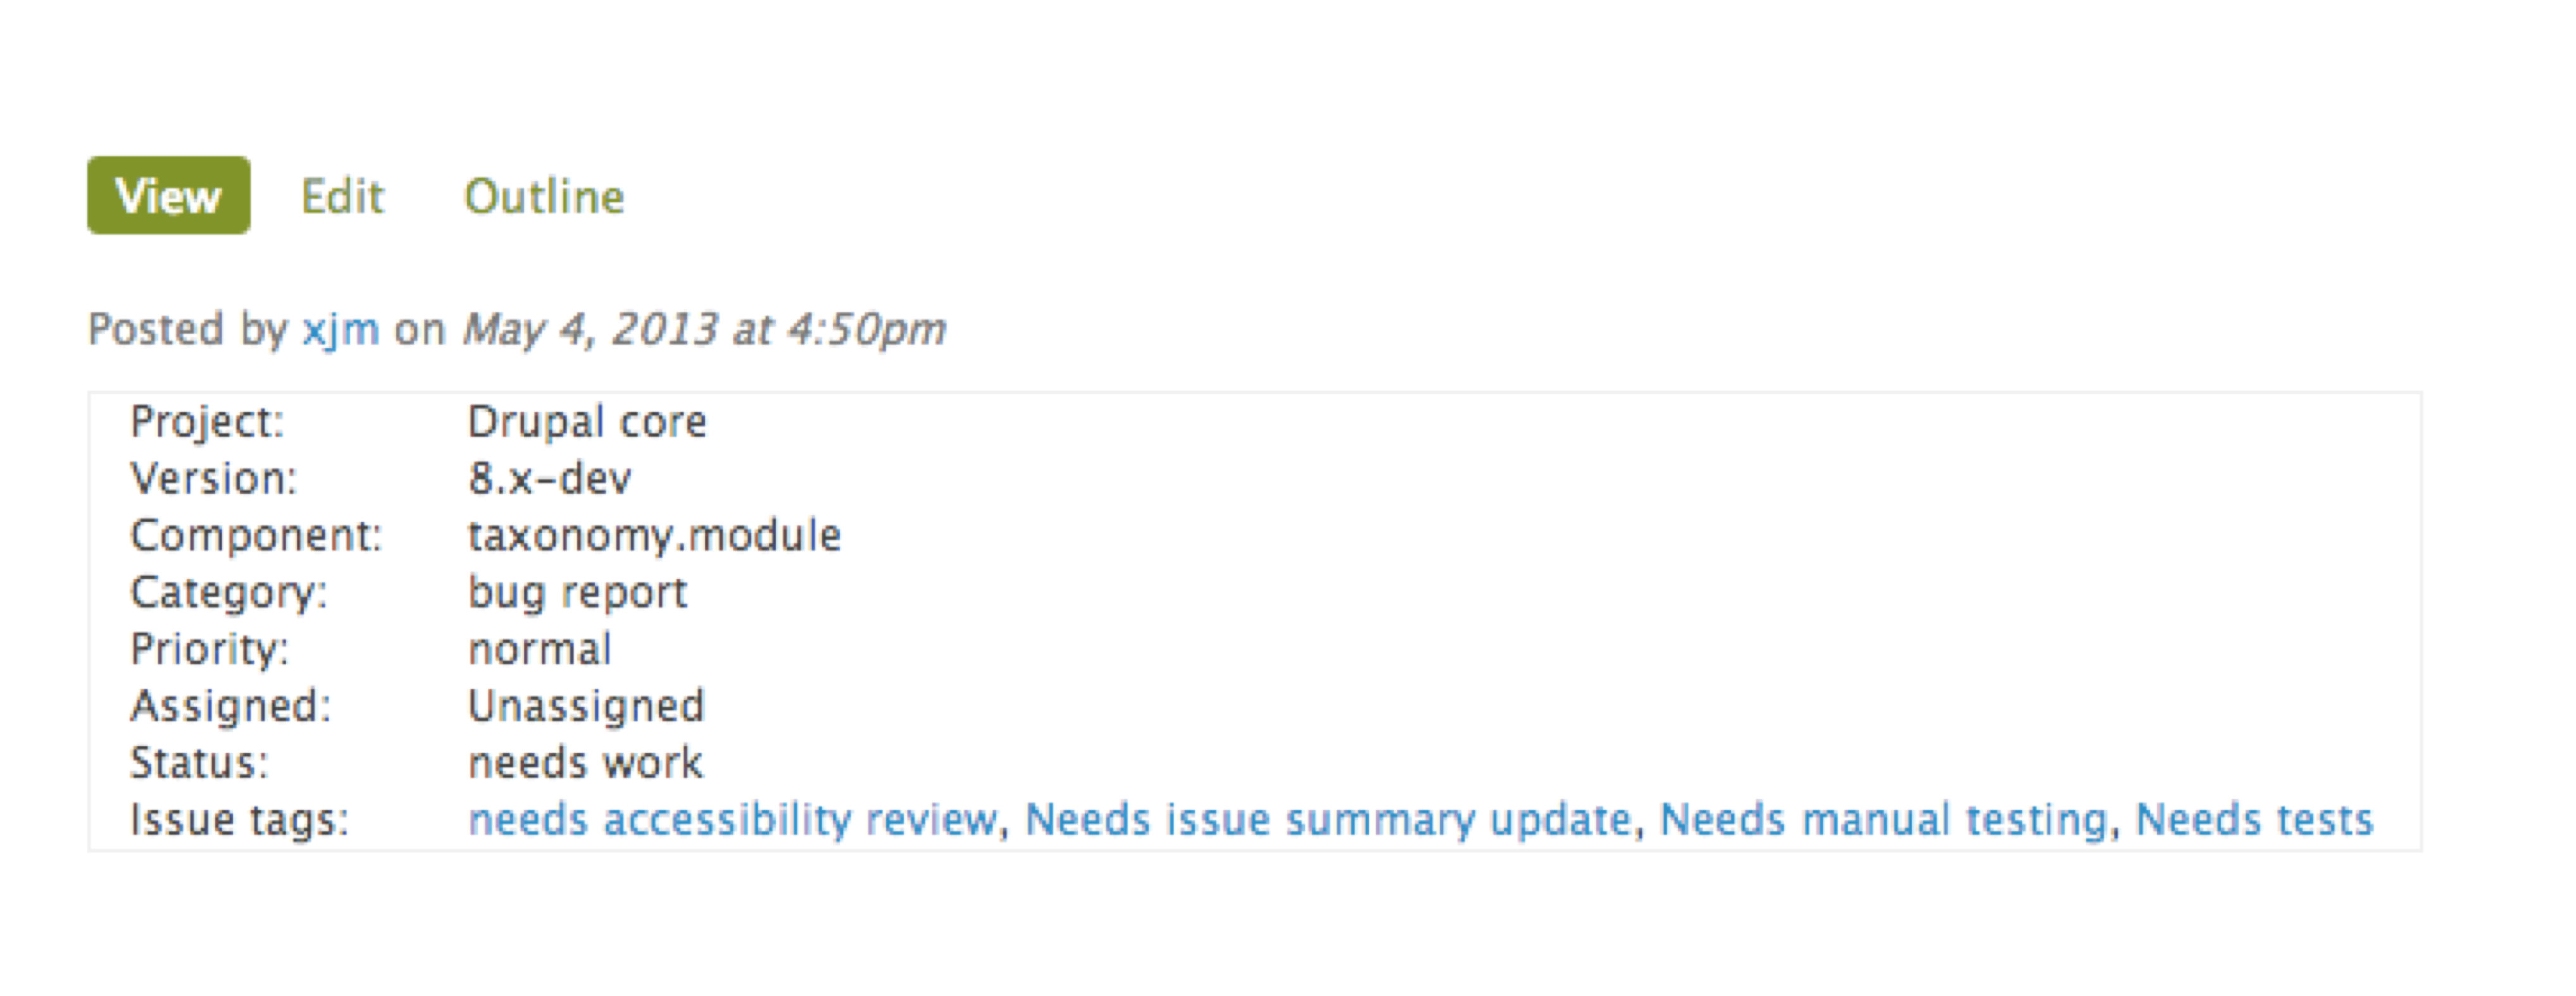 View Edit Outline
Posted by xjm on May 4, 2013 at 4:50pm
Project: Drupal core
Version: 8.x-dev
Component: taxonomy.module
Category: bug report
Priority: normal
Assigned: Unassigned
Status: needs work
Issue tags: needs accessibility review, Needs issue summary update, Needs manual testing, Needs tests